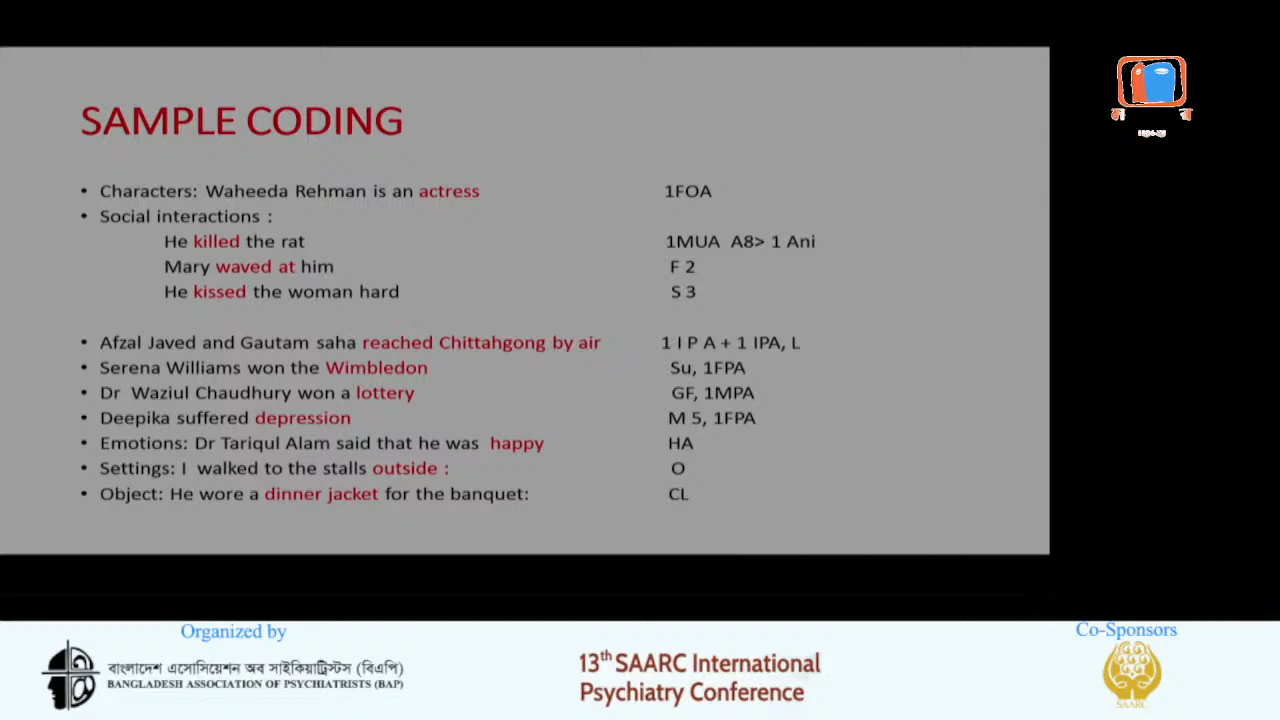 SAMPLE CODING
• Characters: Waheeda Rehman is an actress 1FOA
• Social interactions :
He killed the rat 1MUA A8> 1 Ani
Mary waved at him F 2
He kissed the woman hard S 3
• Afzal Javed and Gautam saha reached Chittahgong by air 1 I P A + 1 IPA, L
• Serena Williams won the Wimbledon Su, 1FPA
• Dr Waziul Chaudhury won a lottery GF, 1MPA
• Deepika suffered depression M 5, 1FPA
• Emotions: Dr Tariqul Alam said that he was happy HA
• Settings: I walked to the stalls outside : O
• Object: He wore a dinner jacket for the banquet: CL
Organized by
বাংলাদেশ এসোসিয়েশন অব সাইকিয়াট্রিস্টস (বিএপি)
BANGLADESH ASSOCIATION OF PSYCHIATRISTS (BAP)
13th SAARC International
Psychiatry Conference
Co-Sponsors
SAARC